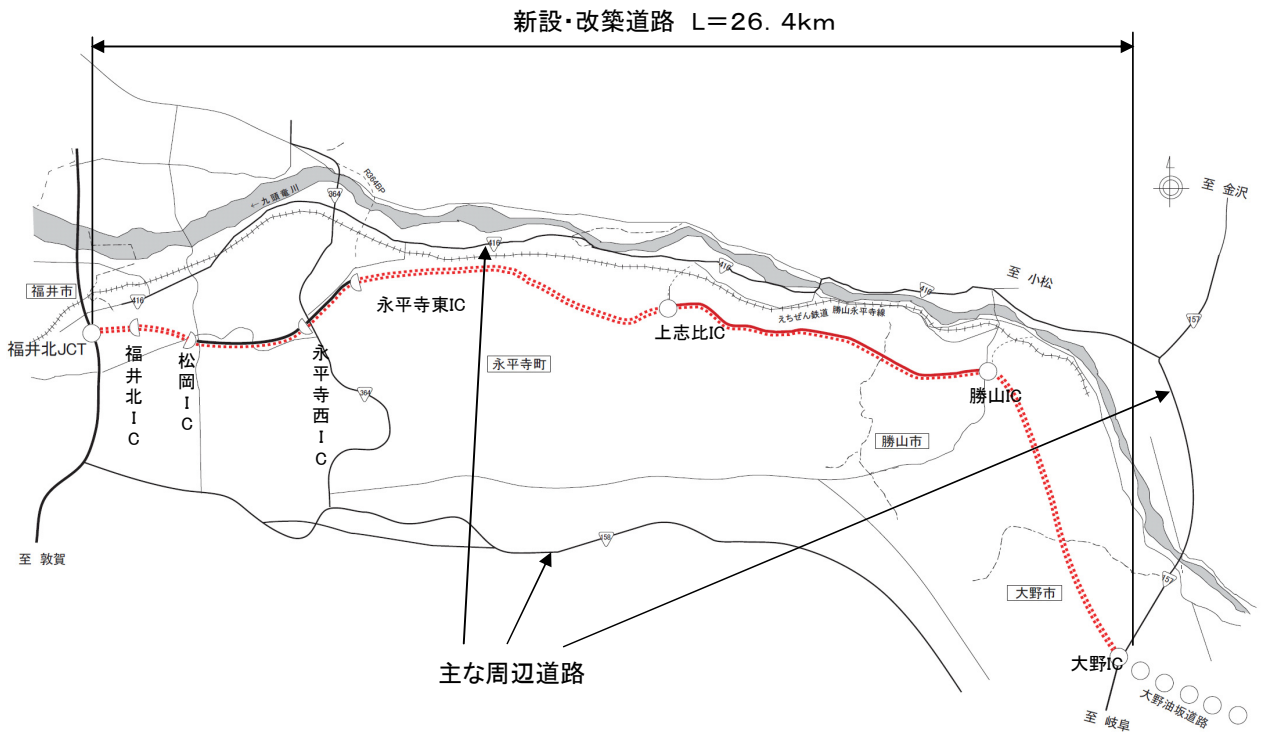 新設・改築道路 L=26.4km
←九頭竜川
R364BP
364
至 金沢
416
416
至 小松
416
157
福井市
416
永平寺東IC
えちぜん鉄道 勝山永平寺線
上志比IC
福井北JCT
福井北IC
松岡IC
永平寺西IC
永平寺町
364
勝山IC
勝山市
158
至 敦賀
157
大野市
主な周辺道路
大野IC
大野油坂道路
至 岐阜